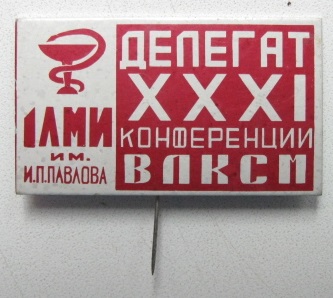 1ЛМИ
им.
И.П.ПАВЛОВА
ДЕЛЕГАТ
XXXI
КОНФЕРЕНЦИИ
ВЛКСМ